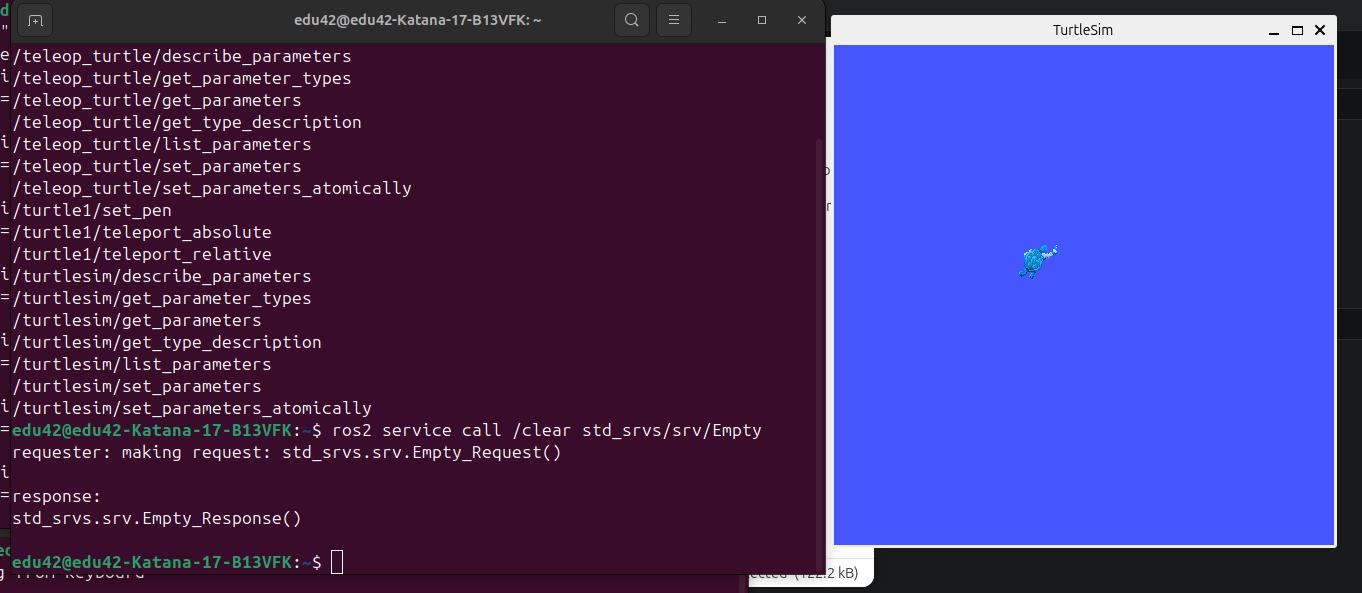 edu42@edu42-Katana-17-B13VFK: ~
/teleop_turtle/describe_parameters
/teleop_turtle/get_parameter_types
/teleop_turtle/get_parameters
/teleop_turtle/get_type_description
/teleop_turtle/list_parameters
/teleop_turtle/set_parameters
/teleop_turtle/set_parameters_atomically
/turtle1/set_pen
/turtle1/teleport_absolute
/turtle1/teleport_relative
/turtlesim/describe_parameters
/turtlesim/get_parameter_types
/turtlesim/get_parameters
/turtlesim/get_type_description
/turtlesim/list_parameters
/turtlesim/set_parameters
/turtlesim/set_parameters_atomically
edu42@edu42-Katana-17-B13VFK:~$ ros2 service call /clear std_srvs/srv/Empty
requester: making request: std_srvs.srv.Empty_Request()
response:
std_srvs.srv.Empty_Response()
edu42@edu42-Katana-17-B13VFK:~$
TurtleSim